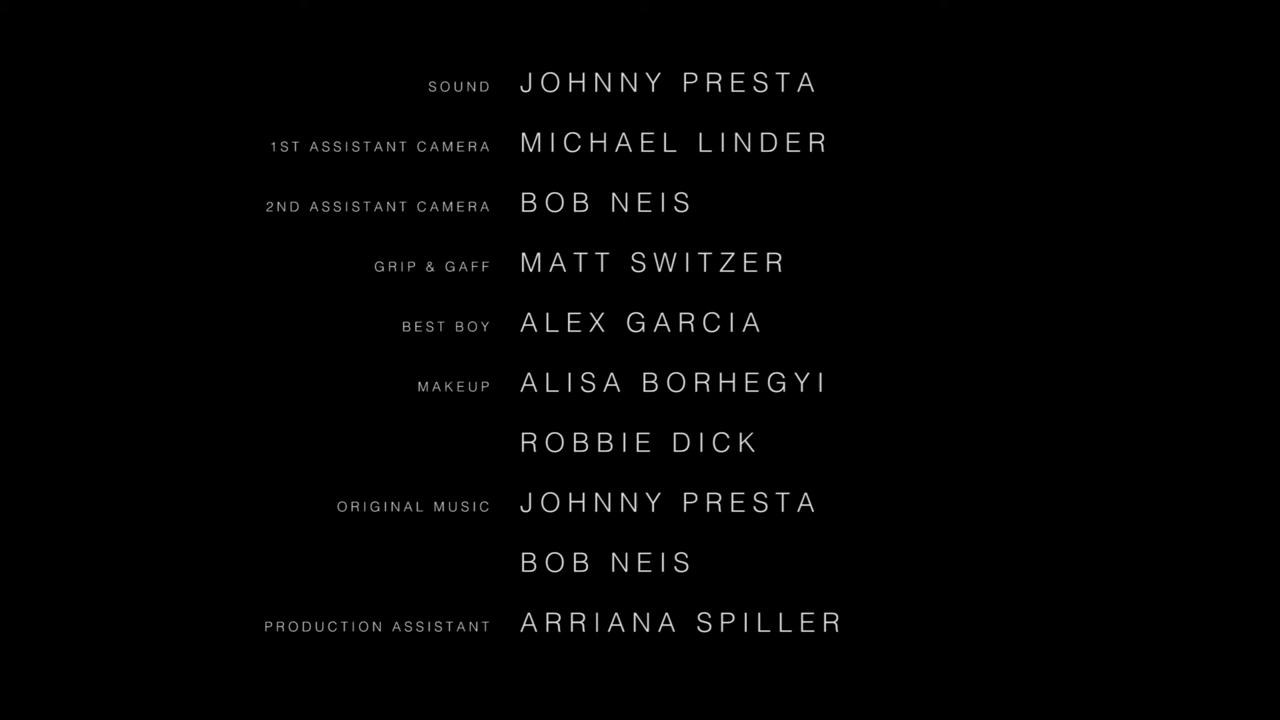 SOUND JOHNNY PRESTA
1ST ASSISTANT CAMERA MICHAEL LINDER
2ND ASSISTANT CAMERA BOB NEIS
GRIP & GAFF MATT SWITZER
BEST BOY ALEX GARCIA
MAKEUP ALISA BORHEGYI
ROBBIE DICK
ORIGINAL MUSIC JOHNNY PRESTA
BOB NEIS
PRODUCTION ASSISTANT ARRIANA SPILLER